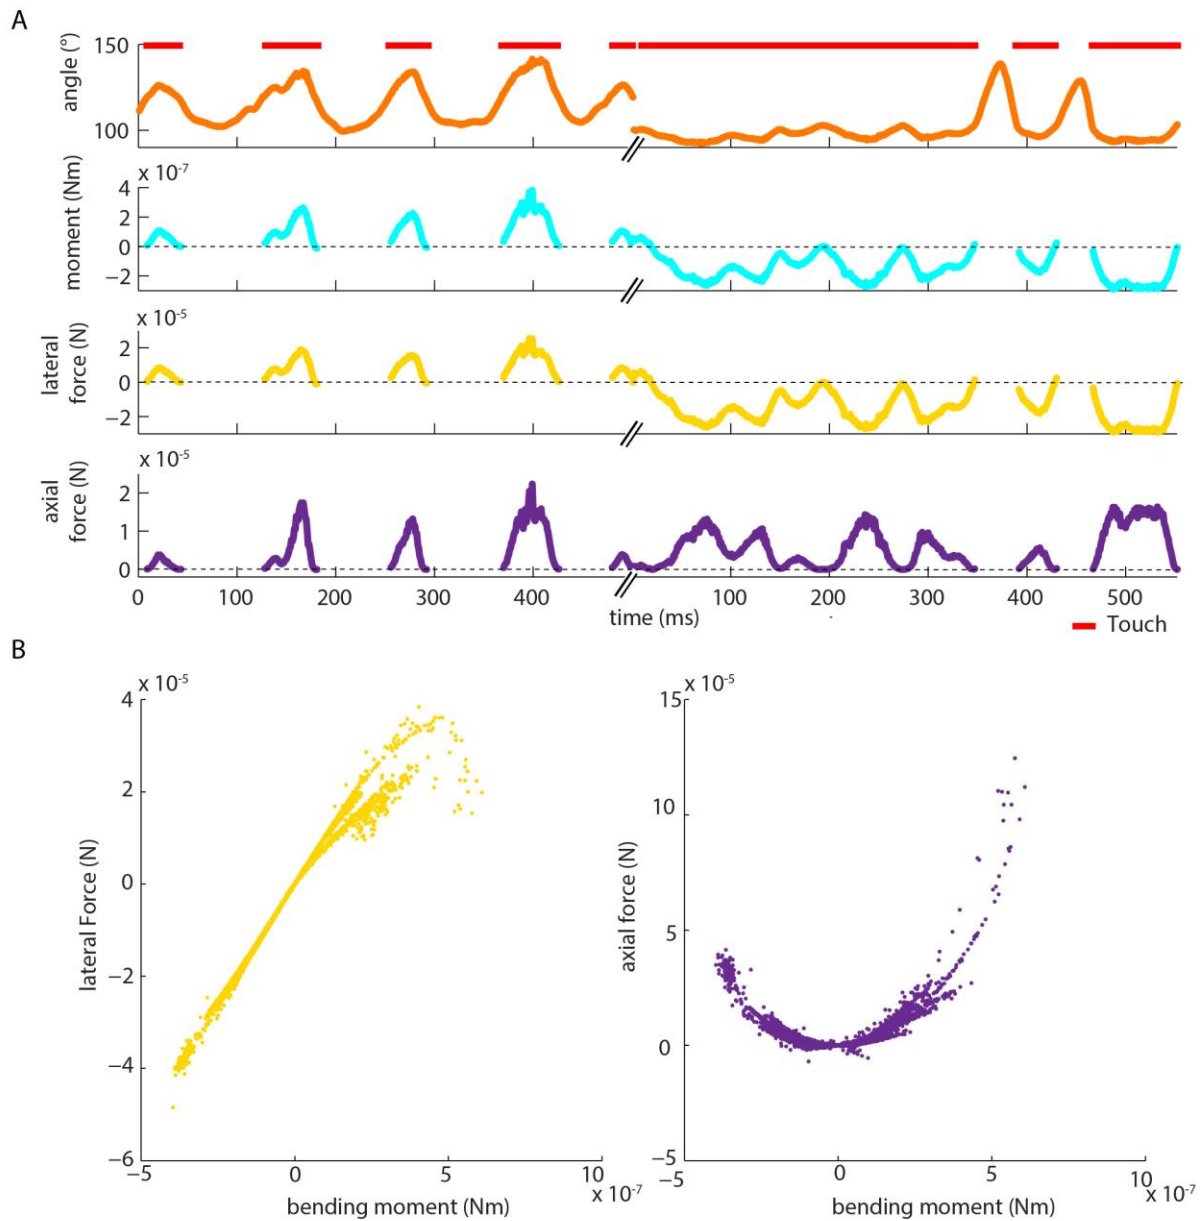 A
angle (°)
150
100
moment (Nm)
x 10⁻⁷
4
2
0
−2
lateral
force (N)
x 10⁻⁵
2
0
−2
axial
force (N)
x 10⁻⁵
2
1
0
0 100 200 300 400 100 200 300 400 500
time (ms)
Touch
B
x 10⁻⁵
4
2
0
−2
−4
−6
lateral Force (N)
−5 0 5 10
x 10⁻⁷
bending moment (Nm)
x 10⁻⁵
15
10
5
0
−5
axial force (N)
−5 0 5 10
x 10⁻⁷
bending moment (Nm)